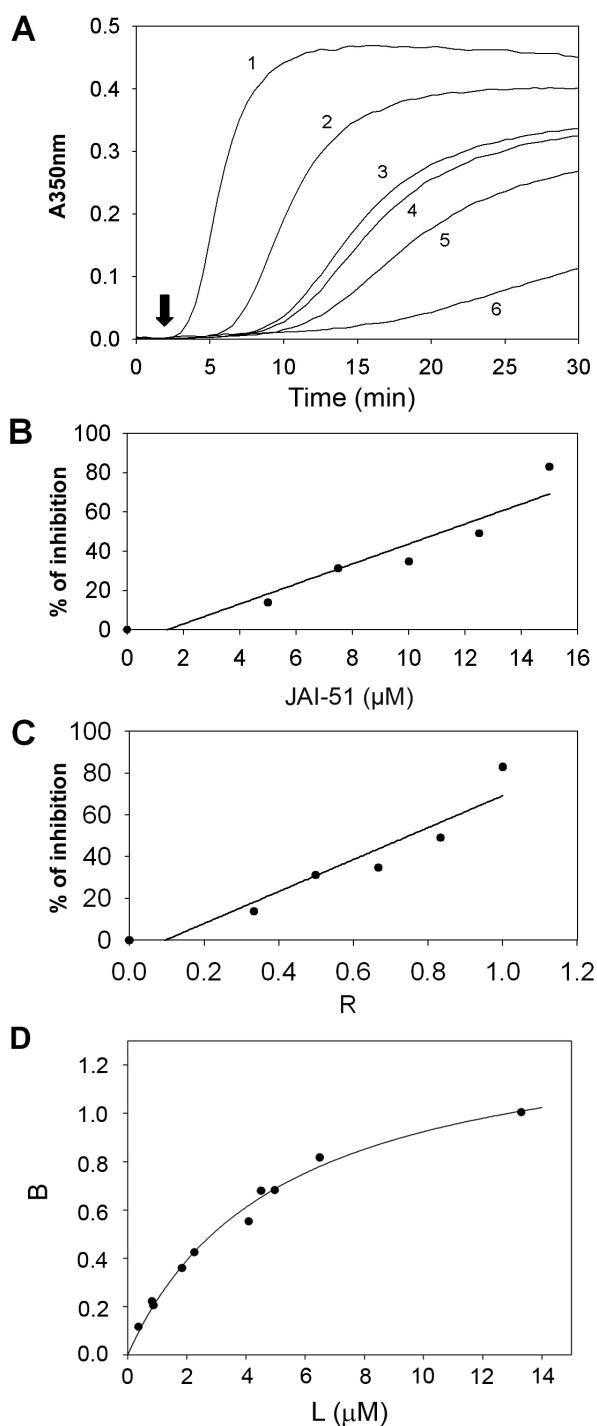 A
A350nm
0.5
0.4
0.3
0.2
0.1
0.0
1
2
3
4
5
6
0 5 10 15 20 25 30
Time (min)
B
% of inhibition
100
80
60
40
20
0
0 2 4 6 8 10 12 14 16
JAI-51 (µM)
C
% of inhibition
100
80
60
40
20
0
0.0 0.2 0.4 0.6 0.8 1.0 1.2
R
D
B
1.2
1.0
0.8
0.6
0.4
0.2
0.0
0 2 4 6 8 10 12 14
L (µM)